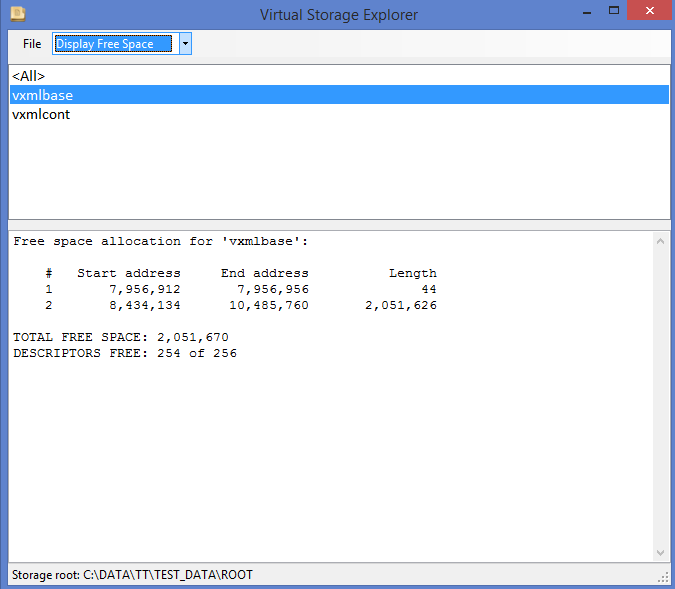 Virtual Storage Explorer
File Display Free Space
<All>
vxmlbase
vxmlcont
Free space allocation for 'vxmlbase':
# Start address End address Length
1 7,956,912 7,956,956 44
2 8,434,134 10,485,760 2,051,626
TOTAL FREE SPACE: 2,051,670
DESCRIPTORS FREE: 254 of 256
Storage root: C:\DATA\TT\TEST_DATA\ROOT